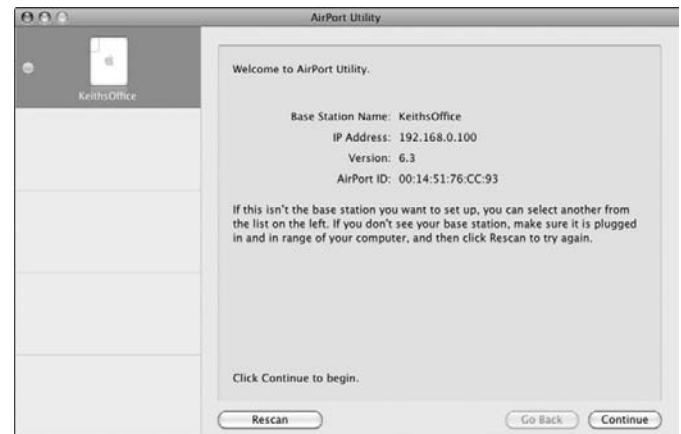 AirPort Utility
KeithsOffice
Welcome to AirPort Utility.
Base Station Name: KeithsOffice
IP Address: 192.168.0.100
Version: 6.3
AirPort ID: 00:14:51:76:CC:93
If this isn't the base station you want to set up, you can select another from
the list on the left. If you don't see your base station, make sure it is plugged
in and in range of your computer, and then click Rescan to try again.
Click Continue to begin.
Rescan
Go Back
Continue